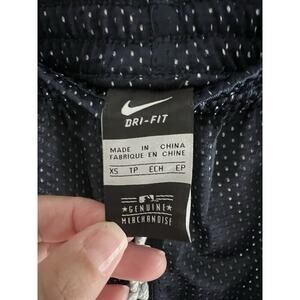 DRI-FIT
MADE IN CHINA
FABRIQUE EN CHINE
XS TP ECH EP
GENUINE
MERCHANDISE